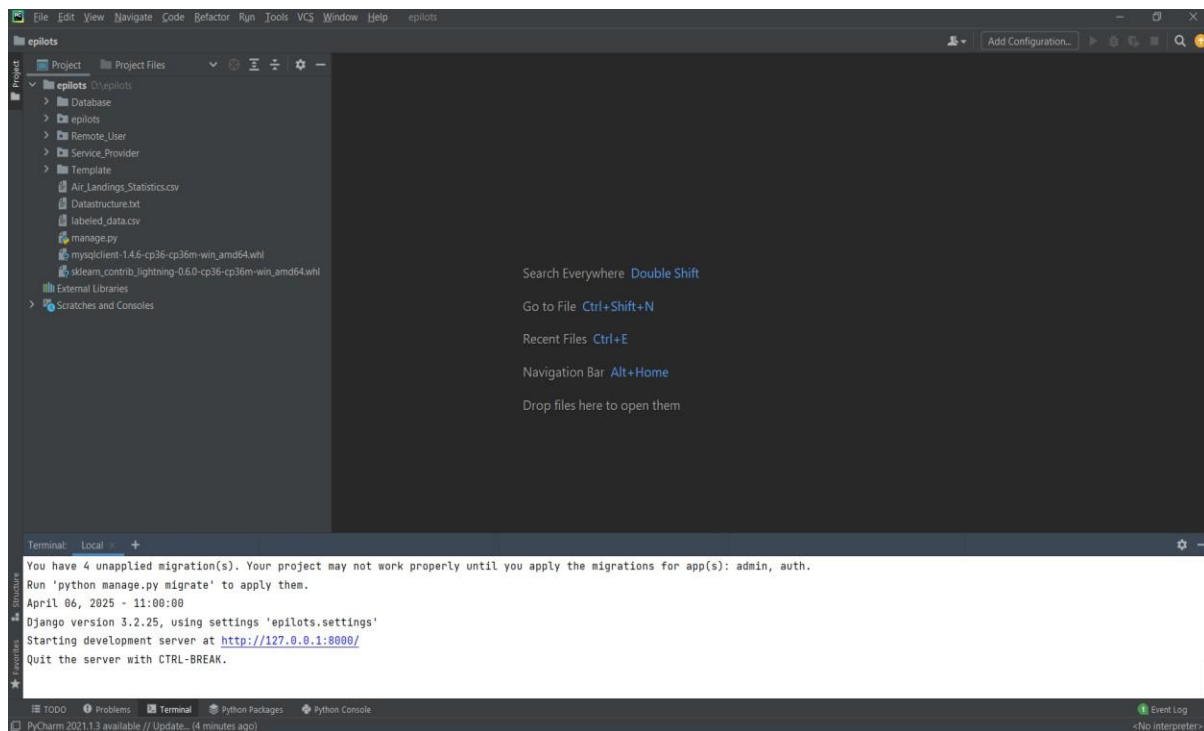 PC File Edit View Navigate Code Refactor Run Tools VCS Window Help epilots
epilots
Add Configuration...
Project
Project Project Files
epilots D:\epilots
Database
epilots
Remote_User
Service_Provider
Template
Air_Landings_Statistics.csv
Datastructure.txt
labeled_data.csv
manage.py
mysqlclient-1.4.6-cp36-cp36m-win_amd64.whl
sklearn_contrib_lightning-0.6.0-cp36-cp36m-win_amd64.whl
External Libraries
Scratches and Consoles
Search Everywhere Double Shift
Go to File Ctrl+Shift+N
Recent Files Ctrl+E
Navigation Bar Alt+Home
Drop files here to open them
Terminal: Local × +
You have 4 unapplied migration(s). Your project may not work properly until you apply the migrations for app(s): admin, auth.
Run 'python manage.py migrate' to apply them.
April 06, 2025 - 11:00:00
Django version 3.2.25, using settings 'epilots.settings'
Starting development server at http://127.0.0.1:8000/
Quit the server with CTRL-BREAK.
Structure
Favorites
TODO Problems Terminal Python Packages Python Console 1 Event Log
PyCharm 2021.1.3 available // Update... (4 minutes ago) <No interpreter>